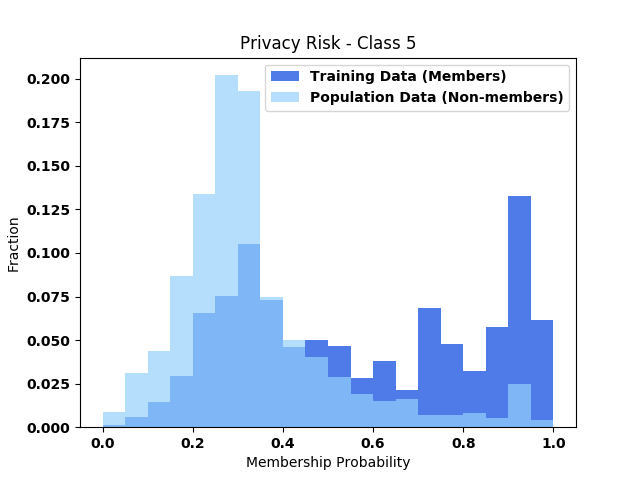 Privacy Risk - Class 5
Training Data (Members)
Population Data (Non-members)
Fraction
0.200
0.175
0.150
0.125
0.100
0.075
0.050
0.025
0.000
0.0 0.2 0.4 0.6 0.8 1.0
Membership Probability